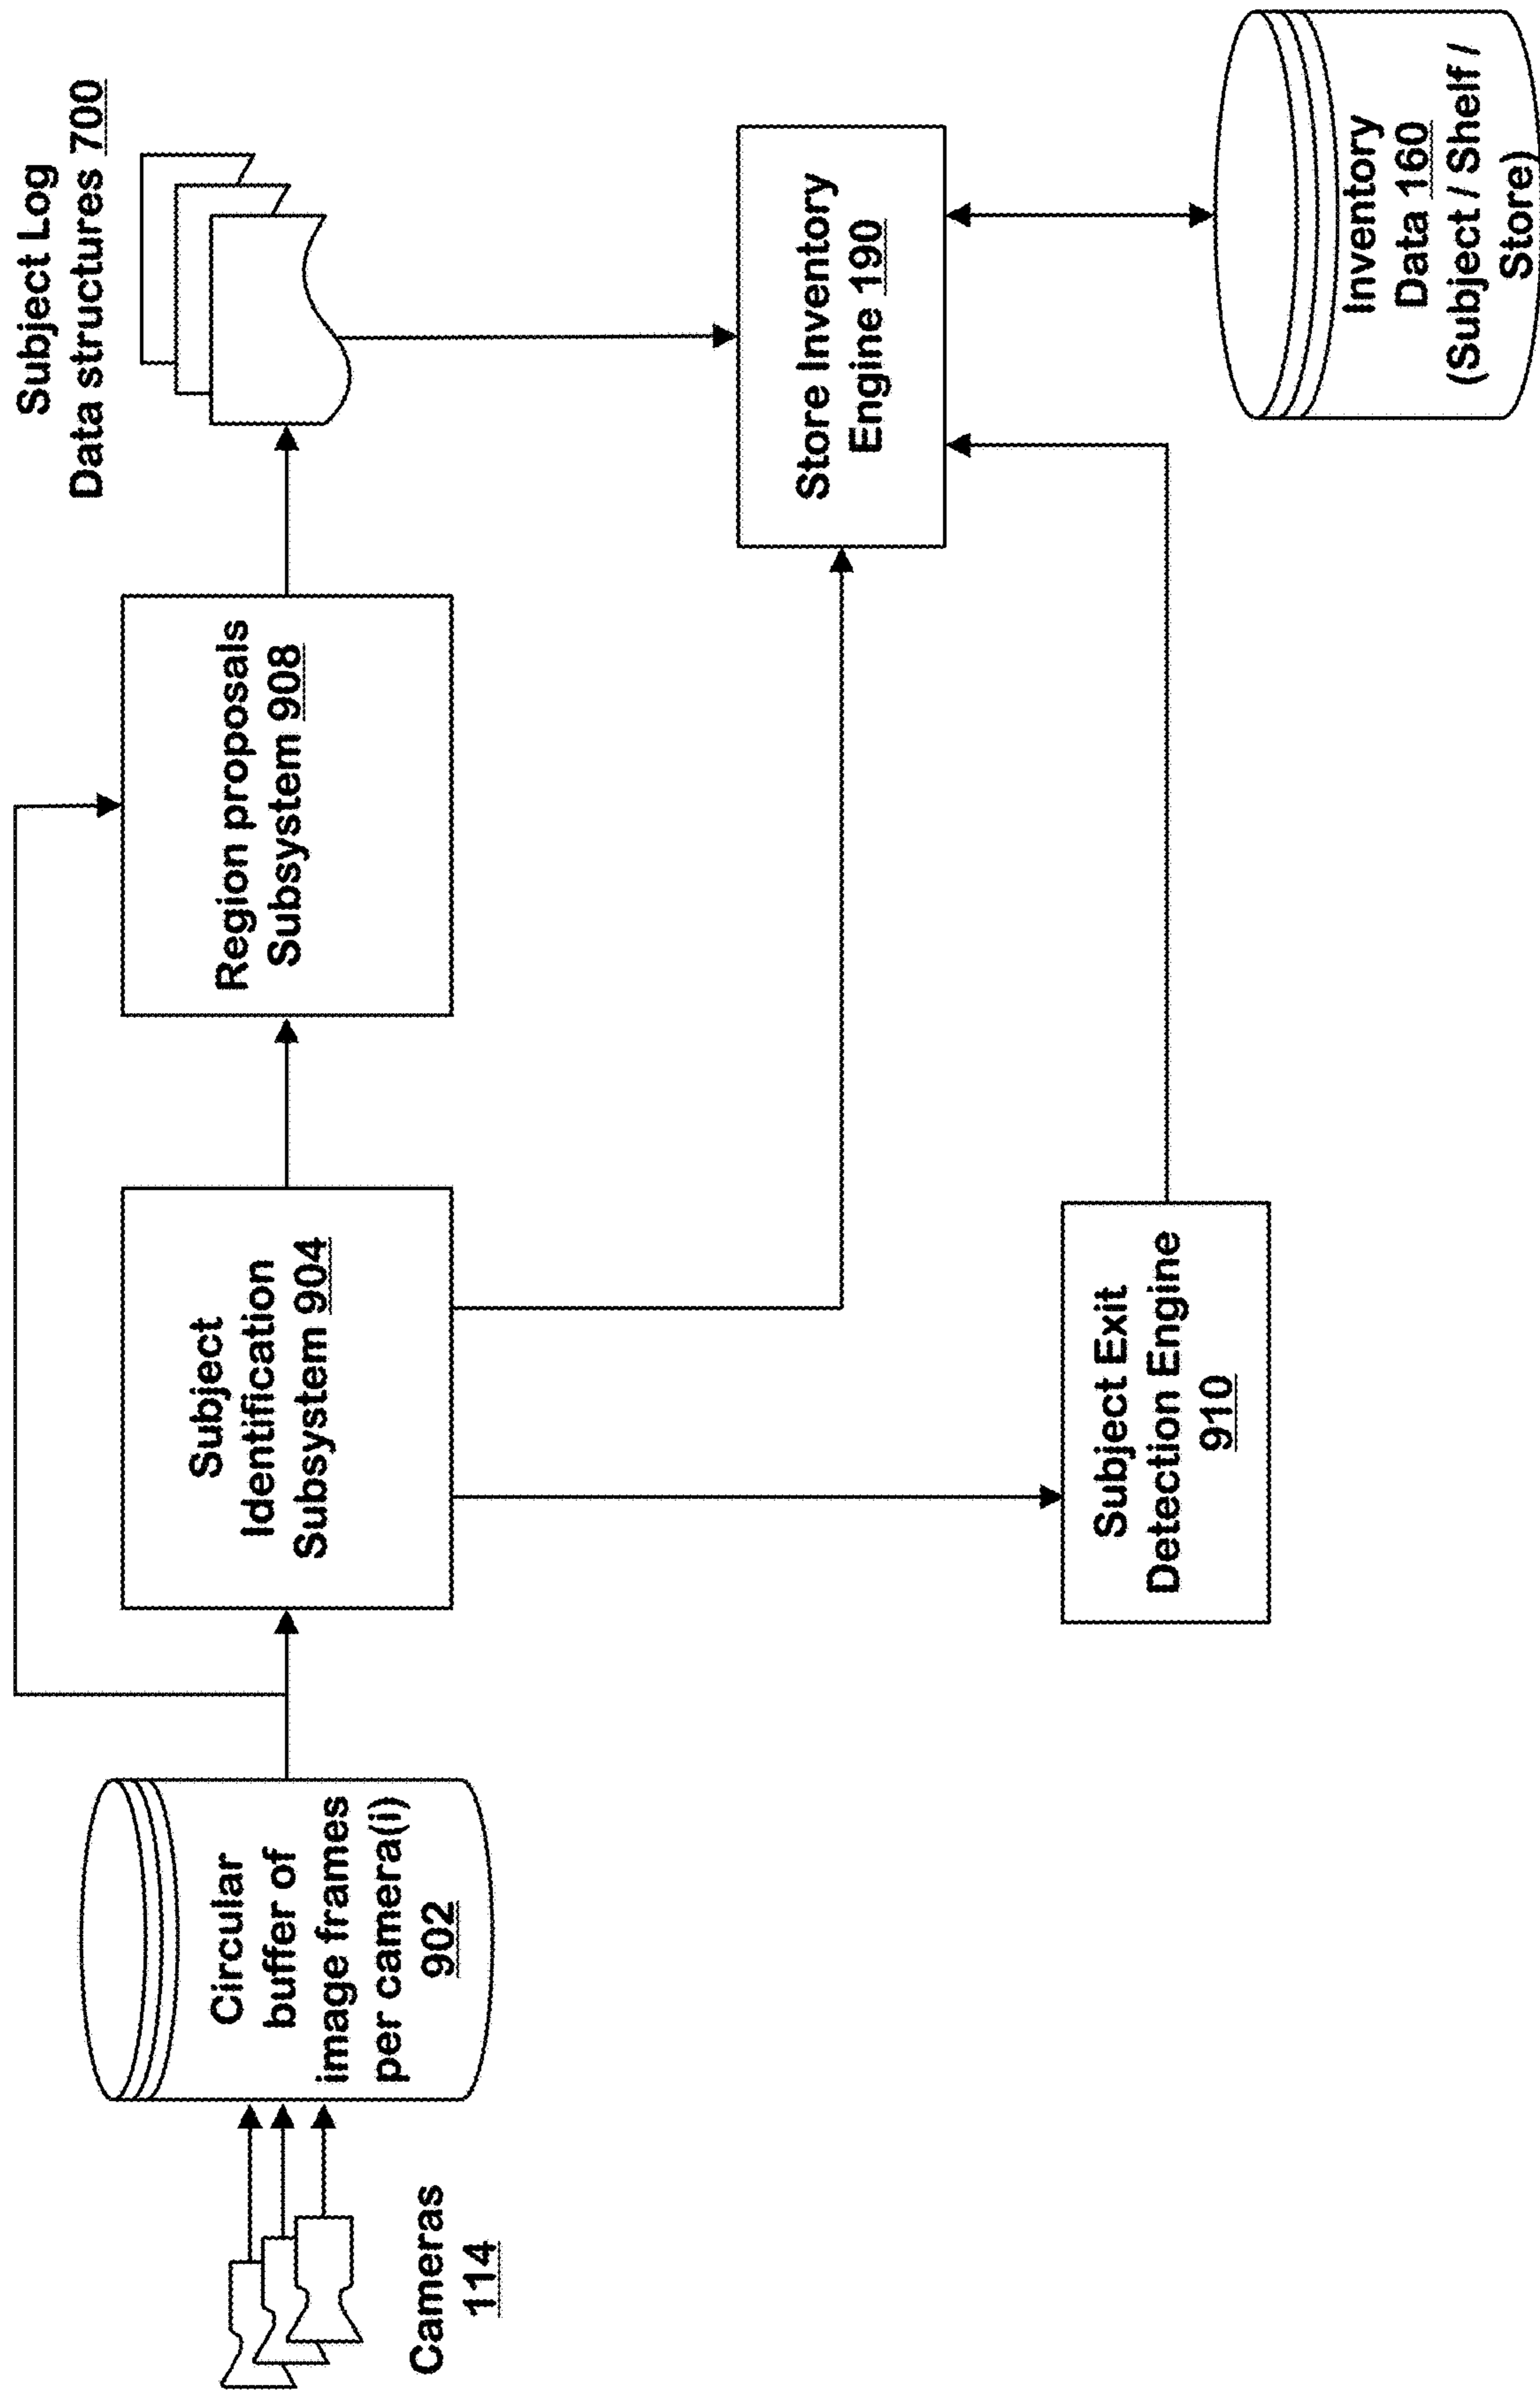 Cameras
114
Circular
buffer of
image frames
per camera(i)
902
Subject
Identification
Subsystem 904
Region proposals
Subsystem 908
Subject Log
Data structures 700
Subject Exit
Detection Engine
910
Store Inventory
Engine 190
Inventory
Data 160
(Subject / Shelf /
Store)